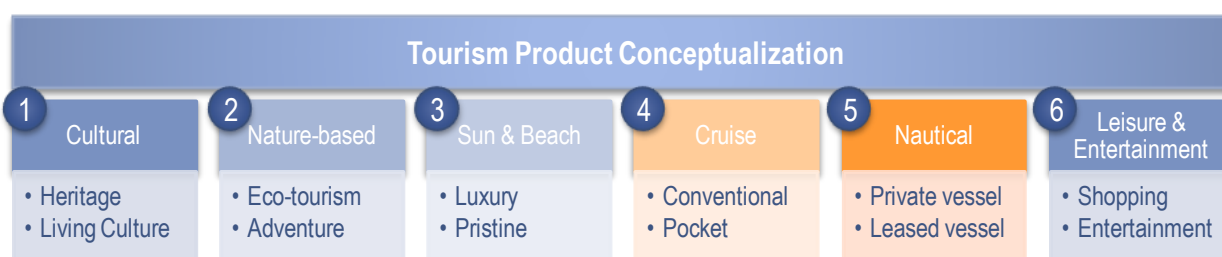 Tourism Product Conceptualization
1
Cultural
• Heritage
• Living Culture
2
Nature-based
• Eco-tourism
• Adventure
3
Sun & Beach
• Luxury
• Pristine
4
Cruise
• Conventional
• Pocket
5
Nautical
• Private vessel
• Leased vessel
6
Leisure &
Entertainment
• Shopping
• Entertainment